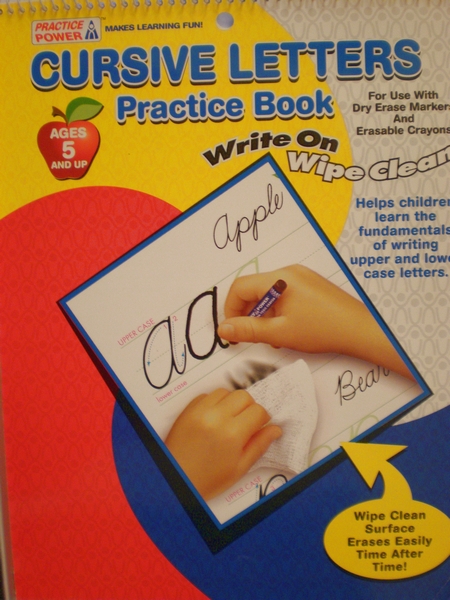 PRACTICE
POWER
MAKES LEARNING FUN!
CURSIVE LETTERS
Practice Book
For Use With
Dry Erase Markers
And
Erasable Crayons
AGES
5
AND UP
Write On
Wipe Clean
Helps children
learn the
fundamentals
of writing
upper and lowe
case letters.
Apple
UPPER CASE
a a
lower case
Bear
UPPER CASE
Wipe Clean
Surface
Erases Easily
Time After
Time!